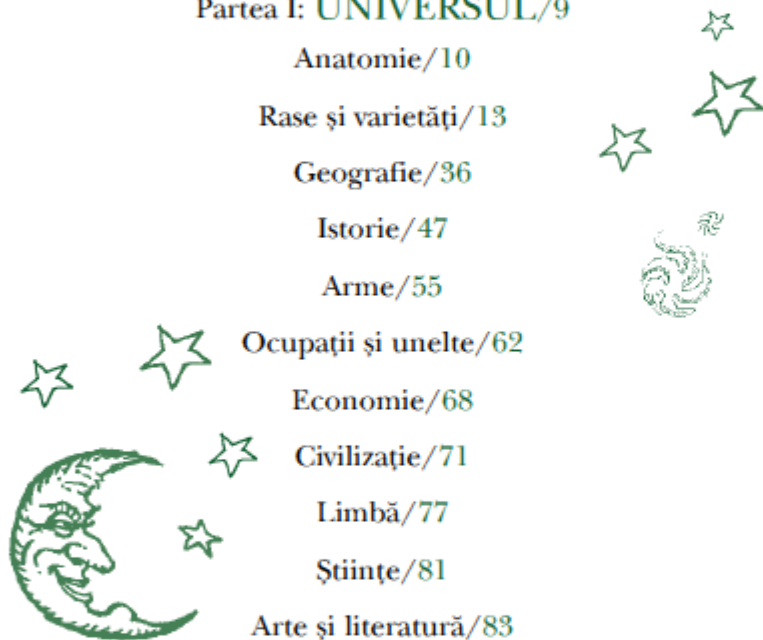 Partea I: UNIVERSUL/9
Anatomie/10
Rase și varietăți/13
Geografie/36
Istorie/47
Arme/55
Ocupații și unelte/62
Economie/68
Civilizație/71
Limbă/77
Științe/81
Arte și literatură/83